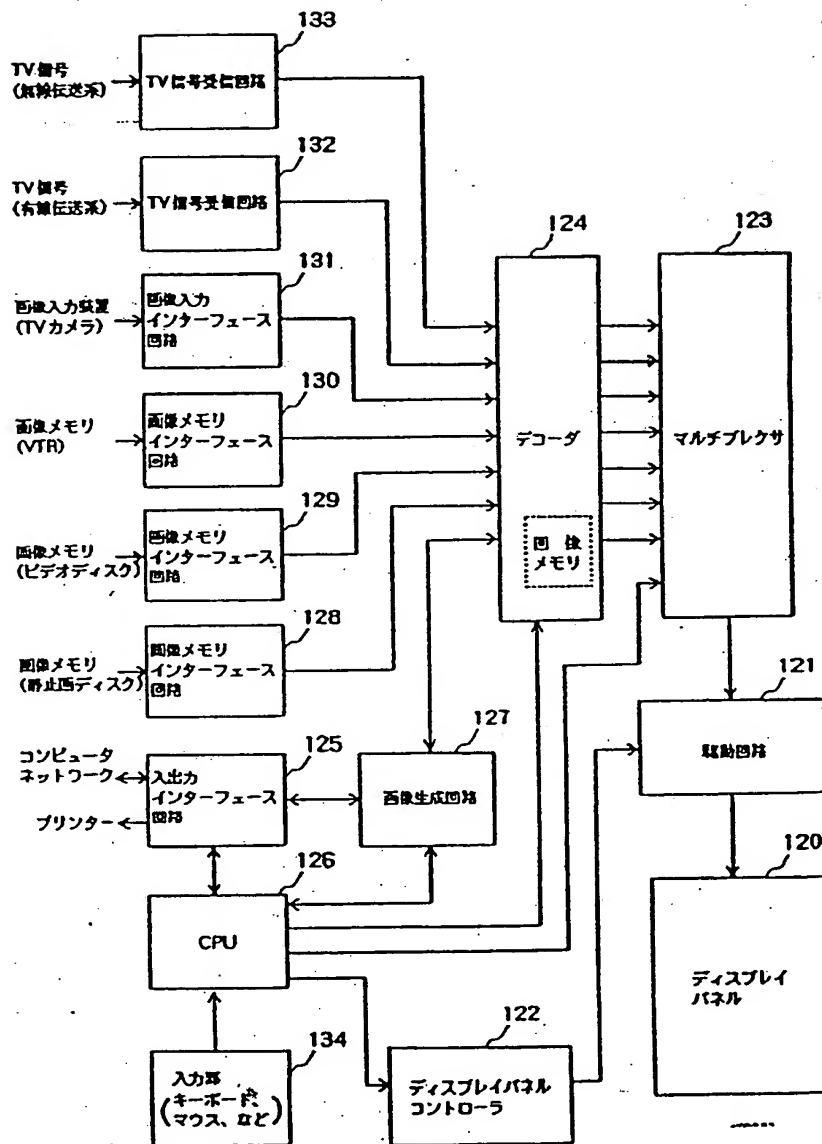 133
TV信号
(無線伝送系)
TV信号受信回路
132
TV信号
(有線伝送系)
TV信号受信回路
124
123
131
画像入力装置
(TVカメラ)
画像入力
インターフェース
回路
130
画像メモリ
(VTR)
画像メモリ
インターフェース
回路
デコーダ
マルチプレクサ
129
画像メモリ
(ビデオディスク)
画像メモリ
インターフェース
回路
画像
メモリ
128
画像メモリ
(静止画ディスク)
画像メモリ
インターフェース
回路
121
127
駆動回路
125
コンピュータ
ネットワーク
プリンター
入出力
インターフェース
回路
画像生成回路
120
126
CPU
ディスプレイ
パネル
122
134
入力部
(キーボード、
マウス、など)
ディスプレイパネル
コントローラ